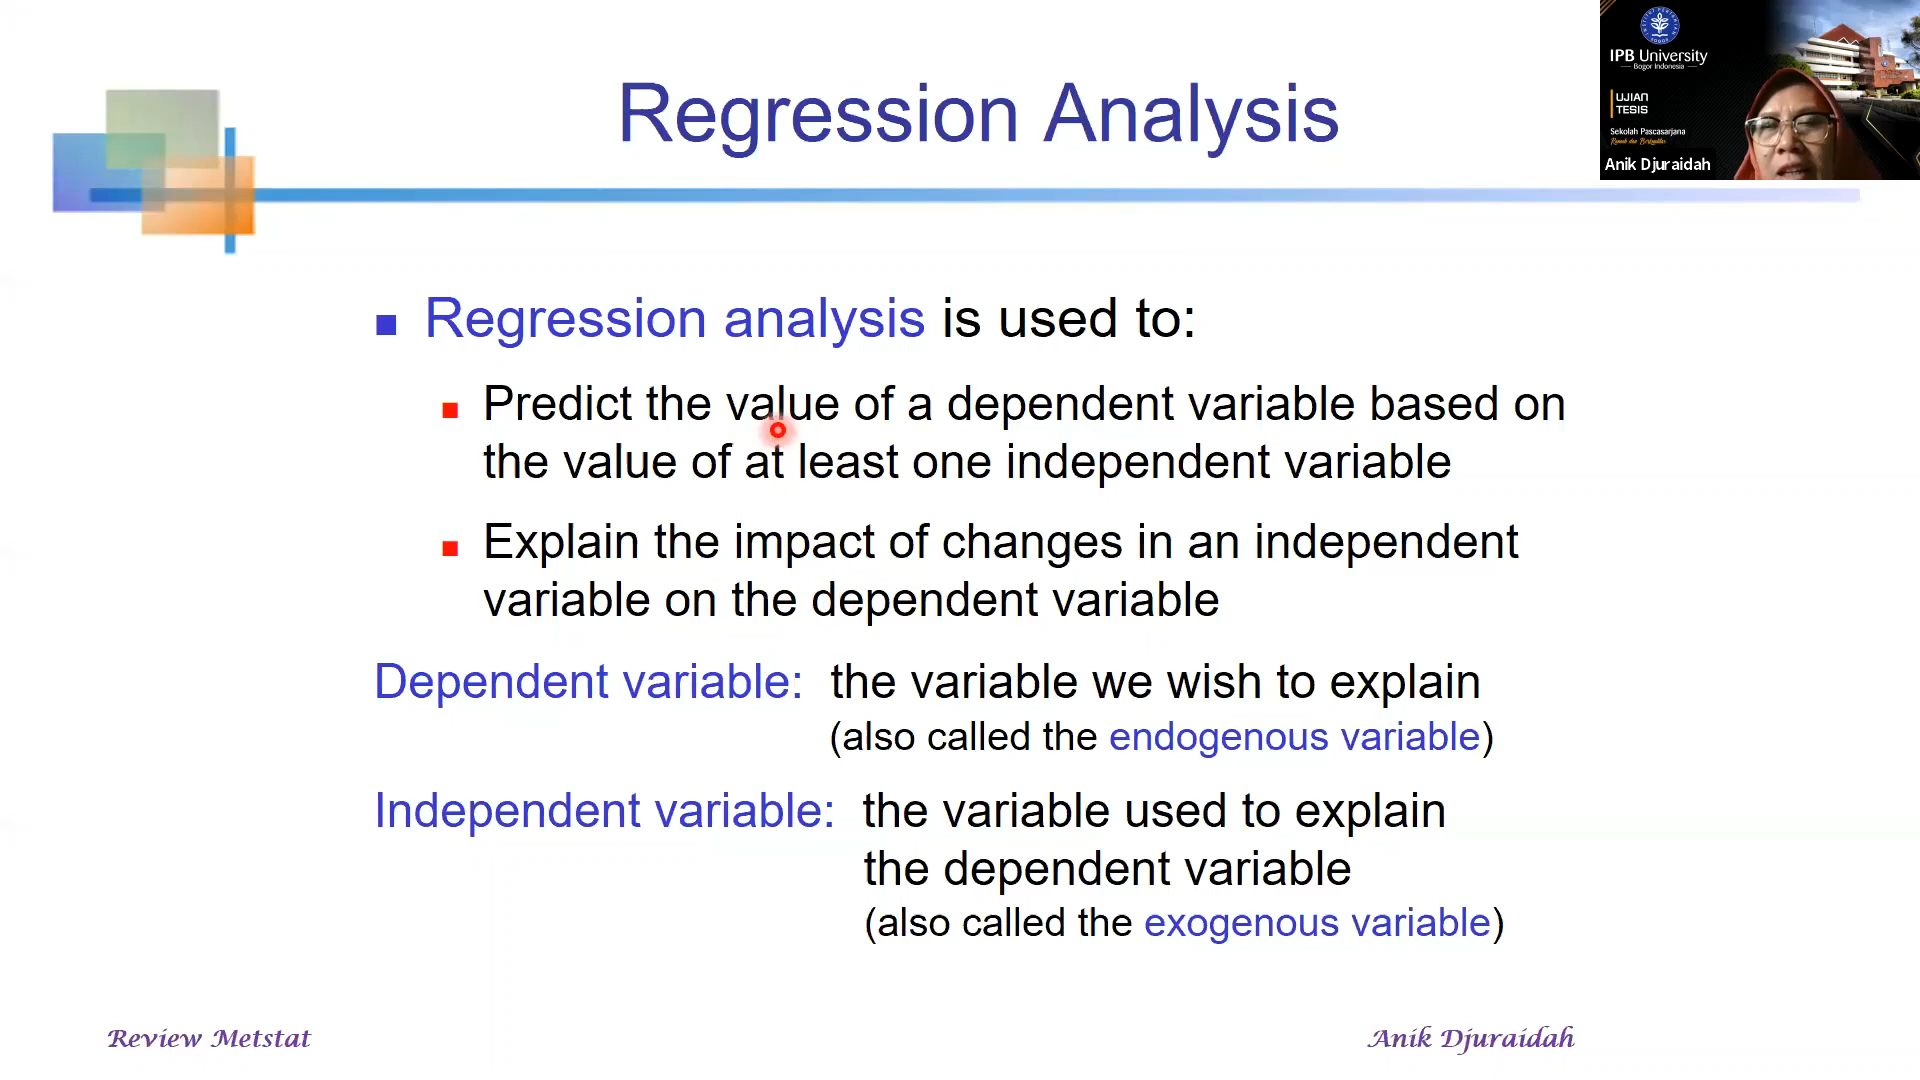 Regression Analysis
IPB University
Bogor Indonesia
UJIAN
TESIS
Sekolah Pascasarjana
Anik Djuraidah
Regression analysis is used to:
Predict the value of a dependent variable based on
the value of at least one independent variable
Explain the impact of changes in an independent
variable on the dependent variable
Dependent variable: the variable we wish to explain
(also called the endogenous variable)
Independent variable: the variable used to explain
the dependent variable
(also called the exogenous variable)
Review Metstat
Anik Djuraidah